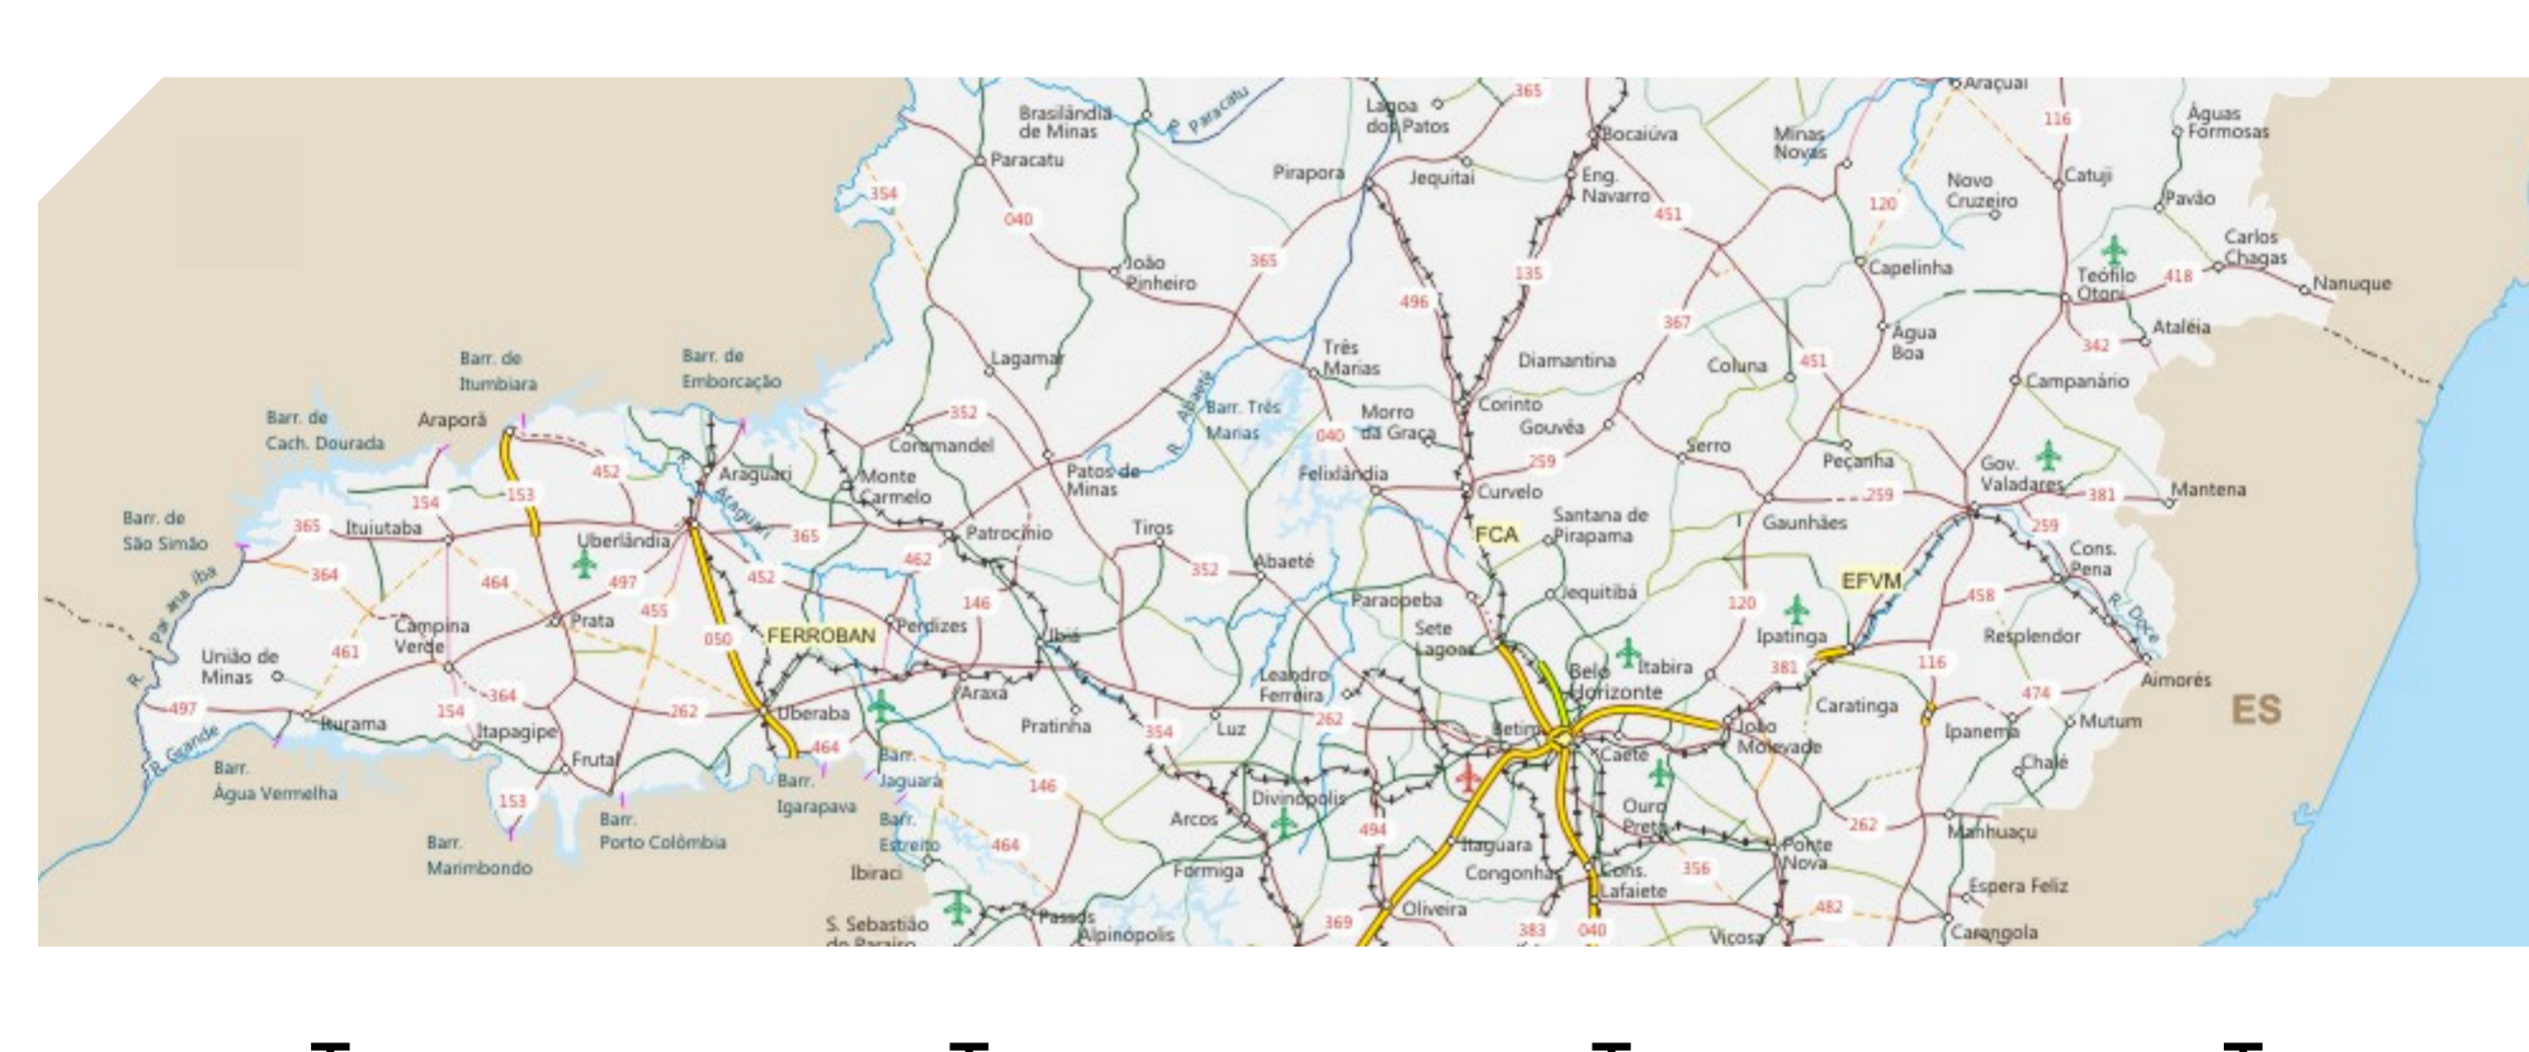 Araçuaí
365
Lagoa
dos Patos
Brasilândia
de Minas
R. Paracatu
116
Águas
Formosas
Bocaiúva
Minas
Novas
Paracatu
Pirapora
Jequitaí
Eng.
Navarro
Catuji
354
Novo
Cruzeiro
120
Pavão
040
451
Carlos
Chagas
João
Pinheiro
365
135
Capelinha
Teófilo
Otoni
418
Nanuque
496
367
Água
Boa
Ataléia
342
Barr. de
Itumbiara
Barr. de
Emborcação
Lagamar
Três
Marias
Diamantina
Coluna
451
Campanário
R. Abaeté
Barr. Três
Marias
Araporã
352
Corinto
Morro
da Graça
Gouvêa
Barr. de
Cach. Dourada
Coromandel
040
Serro
Peçanha
452
Araguari
R. Araguari
Monte
Carmelo
Patos de
Minas
Felixlândia
259
Curvelo
Gov.
Valadares
259
381
Mantena
154
153
Barr. de
São Simão
365
Ituiutaba
Uberlândia
365
Patrocínio
Tiros
FCA
Santana de
Pirapama
Gaunhães
259
Cons.
Pena
R. Paranaíba
364
464
497
452
462
352
Abaeté
EFVM
R. Doce
455
146
Paraopeba
Jequitibá
120
458
Campina
Verde
Prata
050
FERROBAN
Perdizes
Ibiá
Sete
Lagoas
Ipatinga
Resplendor
461
União de
Minas
R.
Belo
Horizonte
Itabira
381
116
Aimorés
364
Araxá
Leandro
Ferreira
474
497
154
262
Uberaba
Pratinha
Luz
262
Caratinga
Mutum
ES
Iturama
Itapagipe
464
354
Betim
João
Molevade
Ipanema
R. Grande
Frutal
Barr.
Jaguará
Caeté
Chalé
Barr.
Água Vermelha
Barr.
Igarapava
146
Divinópolis
153
Barr.
Porto Colômbia
Barr.
Estreito
Arcos
494
Ouro
Preto
262
Manhuaçu
Barr.
Marimbondo
464
Itaguara
Ponte
Nova
Ibiraci
Formiga
Congonhas
Cons.
Lafaiete
356
Espera Feliz
S. Sebastião
do Paraíso
Passos
Oliveira
482
Alpinópolis
369
383
040
Viçosa
Carangola